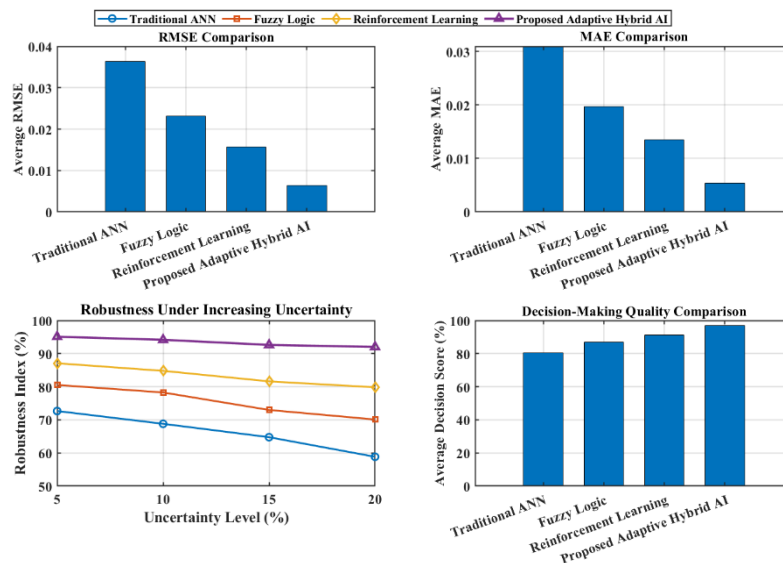 Traditional ANN Fuzzy Logic Reinforcement Learning Proposed Adaptive Hybrid AI
RMSE Comparison
0.04
0.03
0.02
0.01
0
Average RMSE
Traditional ANN
Fuzzy Logic
Reinforcement Learning
Proposed Adaptive Hybrid AI
MAE Comparison
0.03
0.02
0.01
0
Average MAE
Traditional ANN
Fuzzy Logic
Reinforcement Learning
Proposed Adaptive Hybrid AI
Robustness Under Increasing Uncertainty
100
90
80
70
60
50
Robustness Index (%)
5 10 15 20
Uncertainty Level (%)
Decision-Making Quality Comparison
100
80
60
40
20
0
Average Decision Score (%)
Traditional ANN
Fuzzy Logic
Reinforcement Learning
Proposed Adaptive Hybrid AI